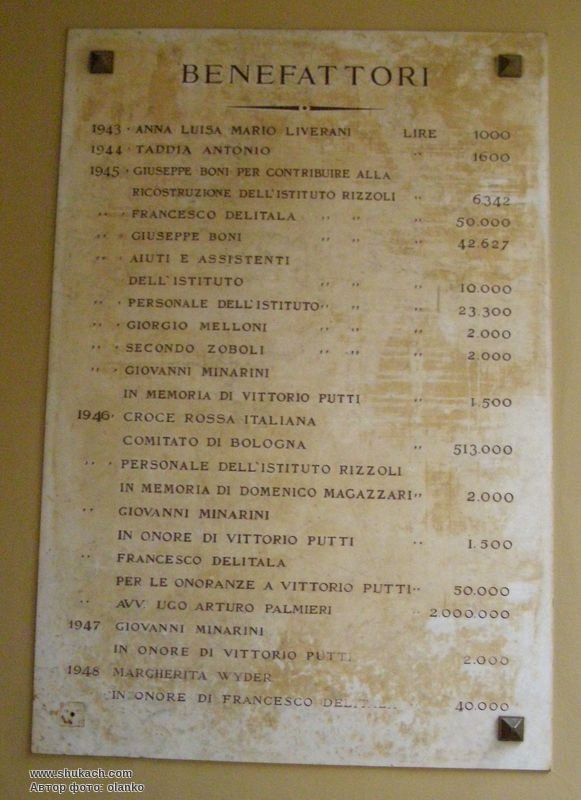 BENEFATTORI
1943 · ANNA LUISA MARIO LIVERANI LIRE 1000
1944 · TADDIA ANTONIO " 1600
1945 · GIUSEPPE BONI PER CONTRIBUIRE ALLA
RICOSTRUZIONE DELL'ISTITUTO RIZZOLI " 6342
" · FRANCESCO DELITALA " " " 50.000
" · GIUSEPPE BONI " " " 42.627
" · AIUTI E ASSISTENTI
DELL'ISTITUTO " " " 10.000
" · PERSONALE DELL'ISTITUTO " " " 23.300
" · GIORGIO MELLONI " " " 2.000
" · SECONDO ZOBOLI " " " 2.000
" · GIOVANNI MINARINI
IN MEMORIA DI VITTORIO PUTTI " 1.500
1946 · CROCE ROSSA ITALIANA
COMITATO DI BOLOGNA " 513.000
" · PERSONALE DELL'ISTITUTO RIZZOLI
IN MEMORIA DI DOMENICO MAGAZZARI " 2.000
" GIOVANNI MINARINI
IN ONORE DI VITTORIO PUTTI " 1.500
" FRANCESCO DELITALA
PER LE ONORANZE A VITTORIO PUTTI " 50.000
" AVV. UGO ARTURO PALMIERI " 2.000.000
1947 GIOVANNI MINARINI
IN ONORE DI VITTORIO PUTTI 2.000
1948 MARGHERITA WYDER
IN ONORE DI FRANCESCO DELITALA 40.000
www.shukach.com
Автор фото: olanko